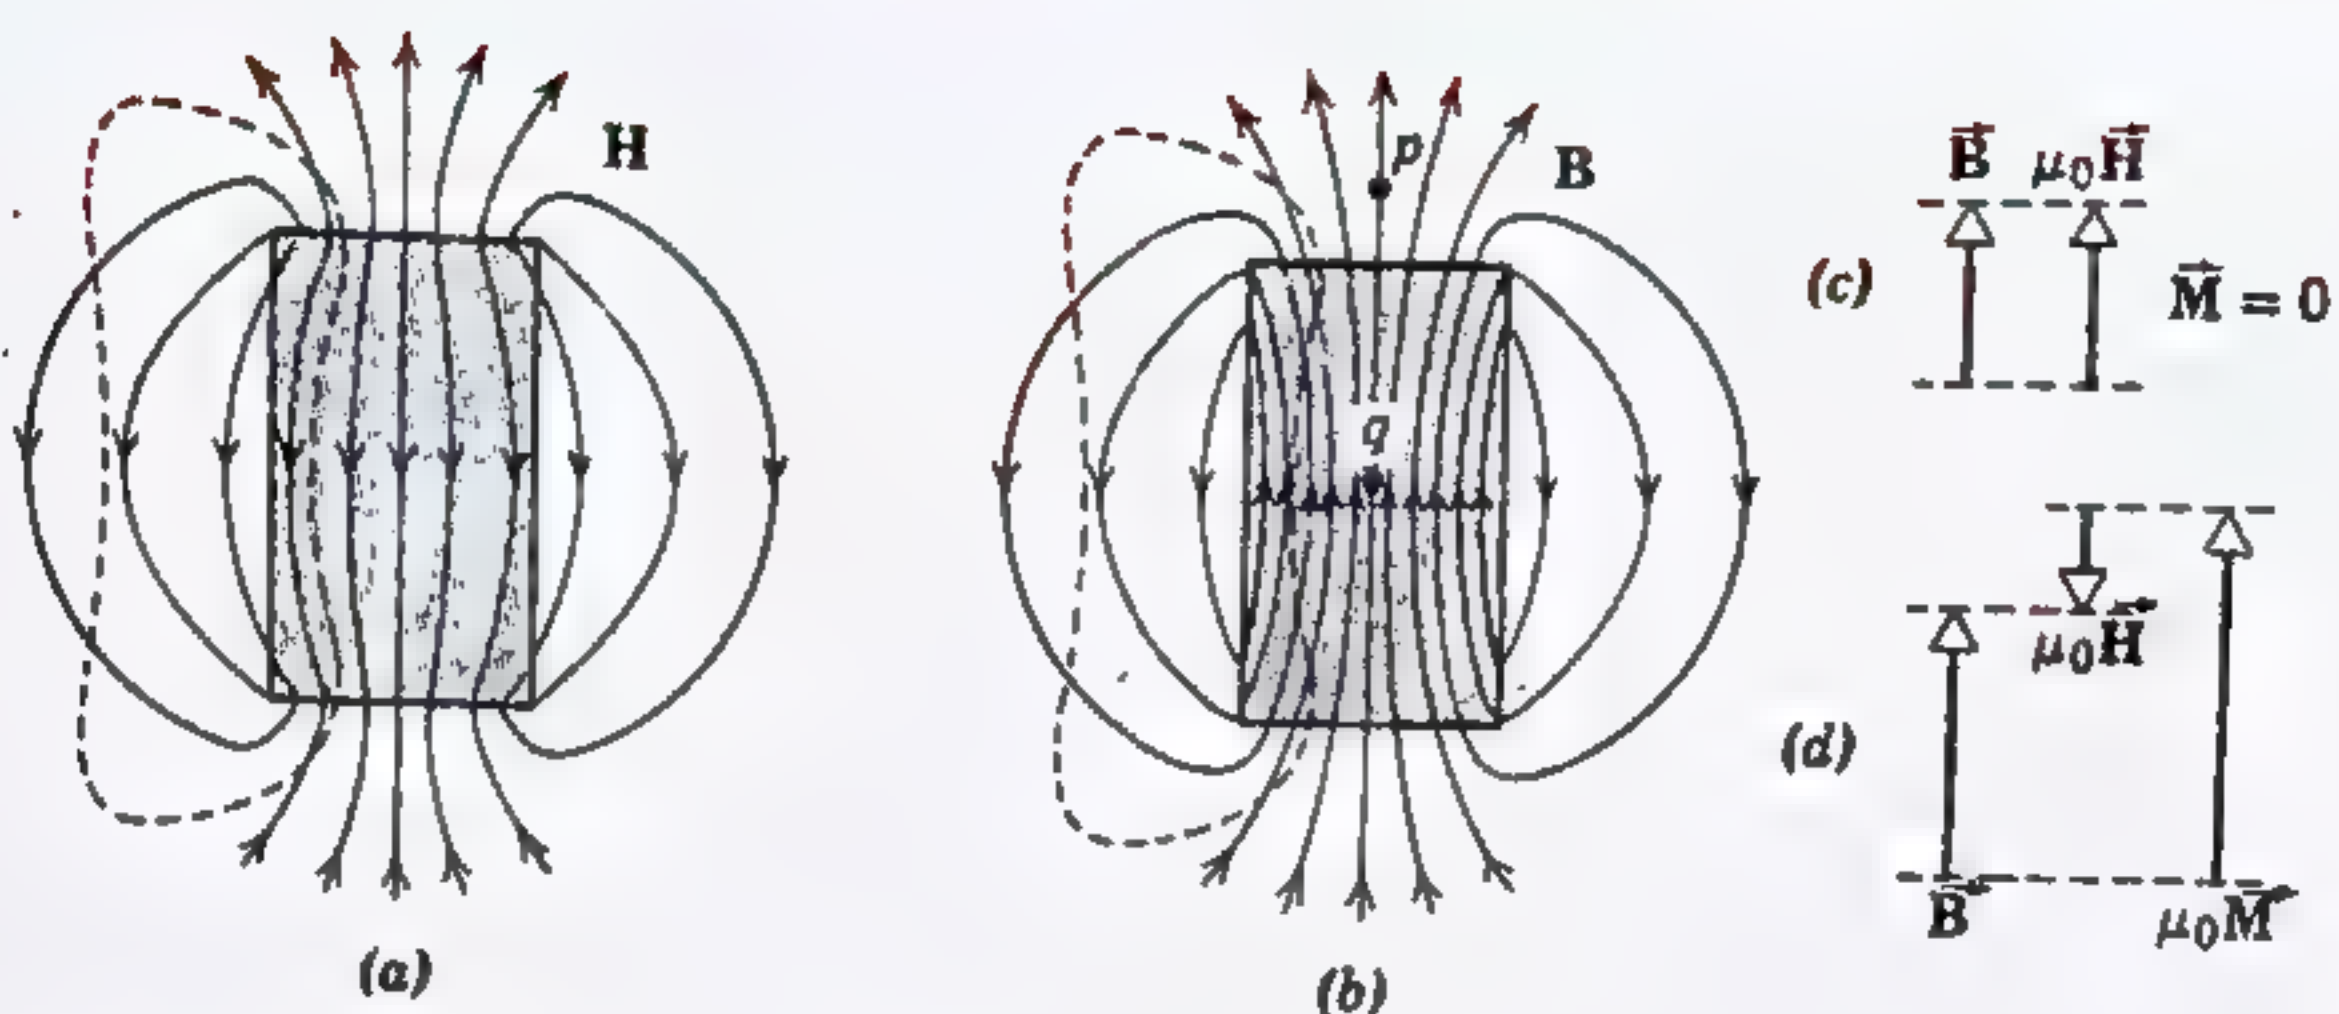 H
(a)
p
B
q
(b)
(c)
B⃗ μ₀H⃗
M⃗ = 0
(d)
μ₀H⃗
B⃗ μ₀M⃗